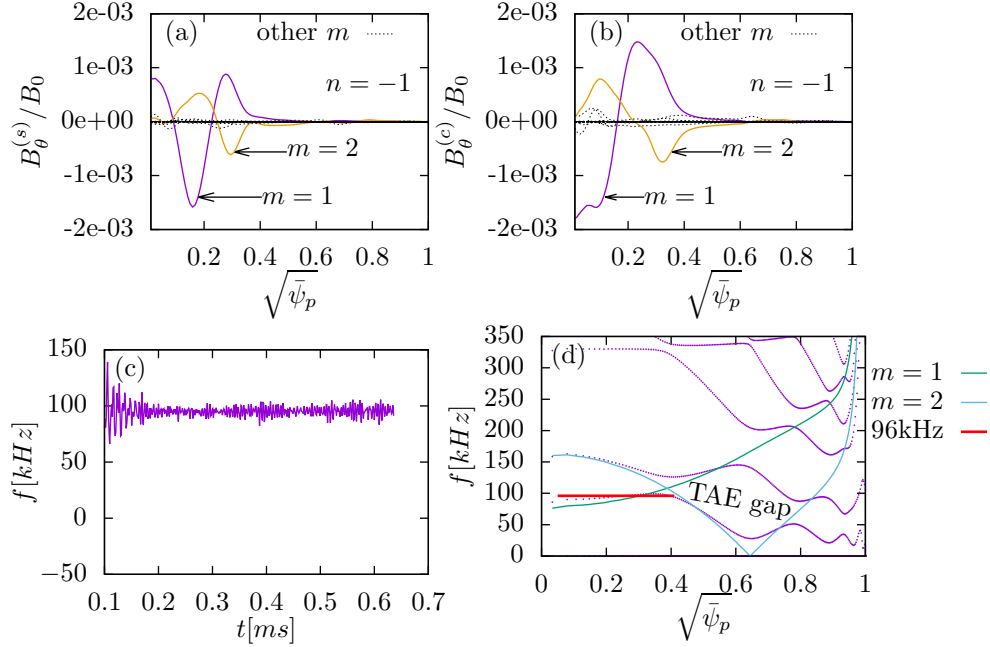 (a) other m
1e-03
n = −1
0e+00
m = 2
-1e-03
m = 1
-2e-03
B_θ^(s)/B_0
0.2 0.4 0.6 0.8 1
√ψ̄_p
(b) other m
1e-03
n = −1
0e+00
m = 2
-1e-03
m = 1
-2e-03
B_θ^(c)/B_0
0.2 0.4 0.6 0.8 1
√ψ̄_p
150
(c)
100
50
0
−50
f[kHz]
0.1 0.2 0.3 0.4 0.5 0.6 0.7
t[ms]
350
(d)
300
250
200
150
100
50
0
f[kHz]
TAE gap
0 0.2 0.4 0.6 0.8 1
√ψ̄_p
m = 1
m = 2
96kHz